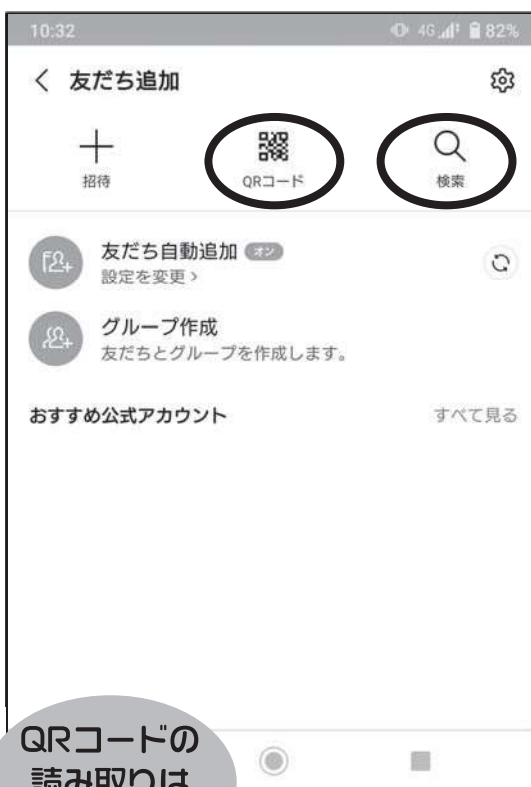 10:32 4G 82%
友だち追加
招待 QRコード 検索
友だち自動追加 オン
設定を変更 >
グループ作成
友だちとグループを作成します。
おすすめ公式アカウント すべて見る
QRコードの
読み取りは